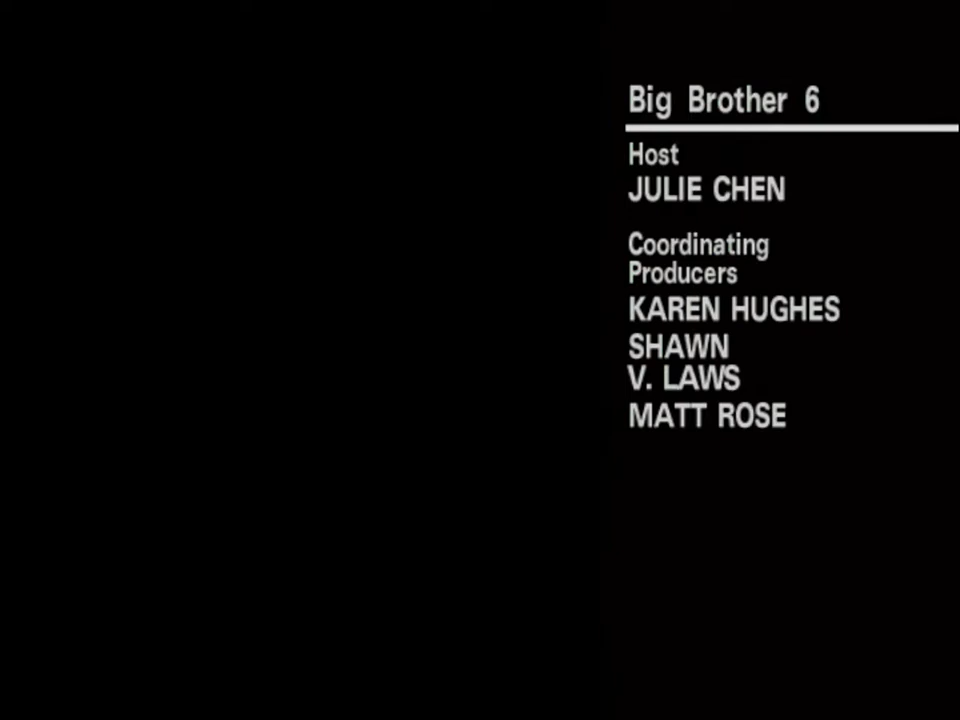 Big Brother 6
Host
JULIE CHEN
Coordinating
Producers
KAREN HUGHES
SHAWN
V. LAWS
MATT ROSE